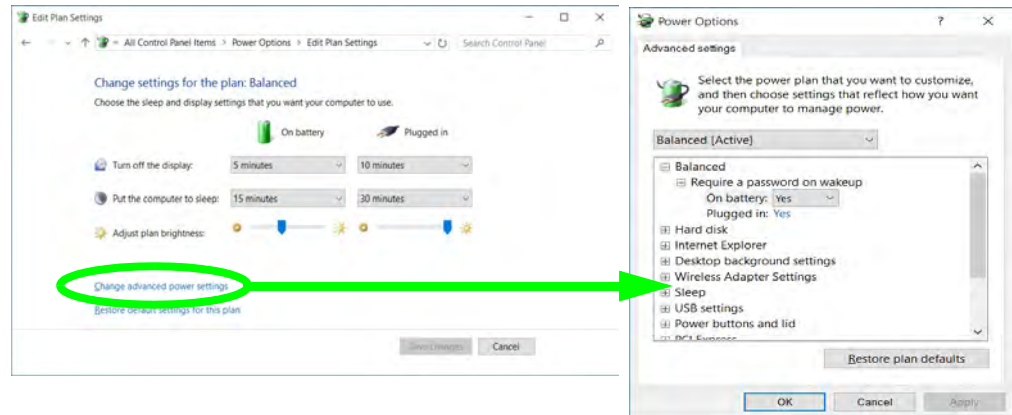 Edit Plan Settings
All Control Panel Items > Power Options > Edit Plan Settings
Search Control Panel
Change settings for the plan: Balanced
Choose the sleep and display settings that you want your computer to use.
On battery Plugged in
Turn off the display: 5 minutes 10 minutes
Put the computer to sleep: 15 minutes 30 minutes
Adjust plan brightness:
Change advanced power settings
Restore default settings for this plan
Save changes Cancel
Power Options
Advanced settings
Select the power plan that you want to customize,
and then choose settings that reflect how you want
your computer to manage power.
Balanced [Active]
Balanced
Require a password on wakeup
On battery: Yes
Plugged in: Yes
Hard disk
Internet Explorer
Desktop background settings
Wireless Adapter Settings
Sleep
USB settings
Power buttons and lid
PCI Express
Restore plan defaults
OK Cancel Apply